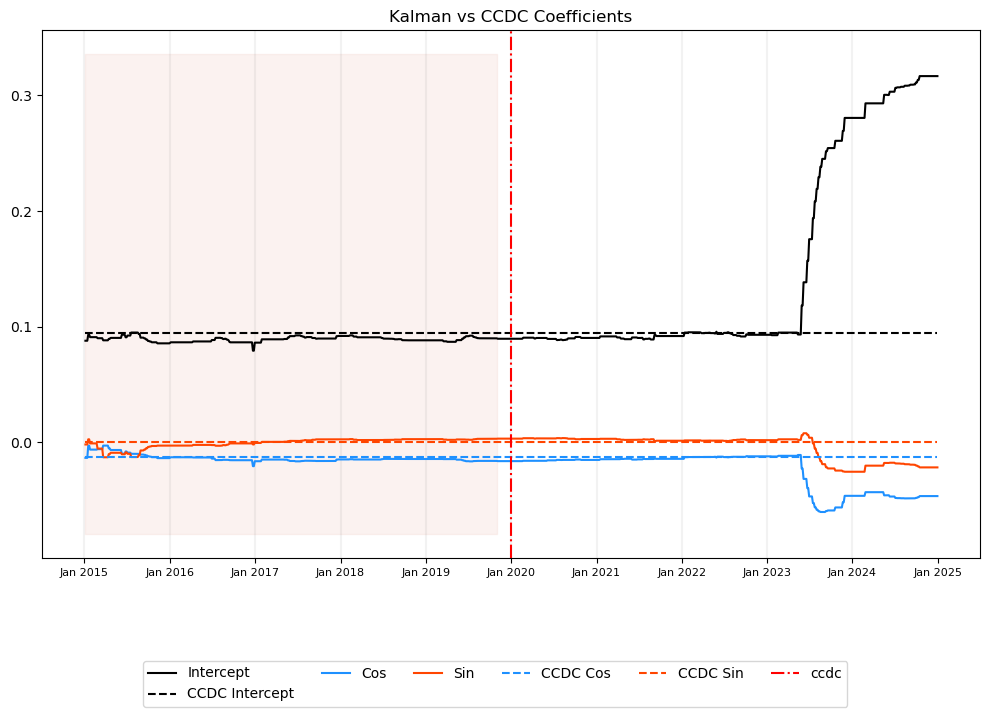 Kalman vs CCDC Coefficients
0.3
0.2
0.1
0.0
Jan 2015 Jan 2016 Jan 2017 Jan 2018 Jan 2019 Jan 2020 Jan 2021 Jan 2022 Jan 2023 Jan 2024 Jan 2025
Intercept Cos Sin CCDC Cos CCDC Sin ccdc
CCDC Intercept